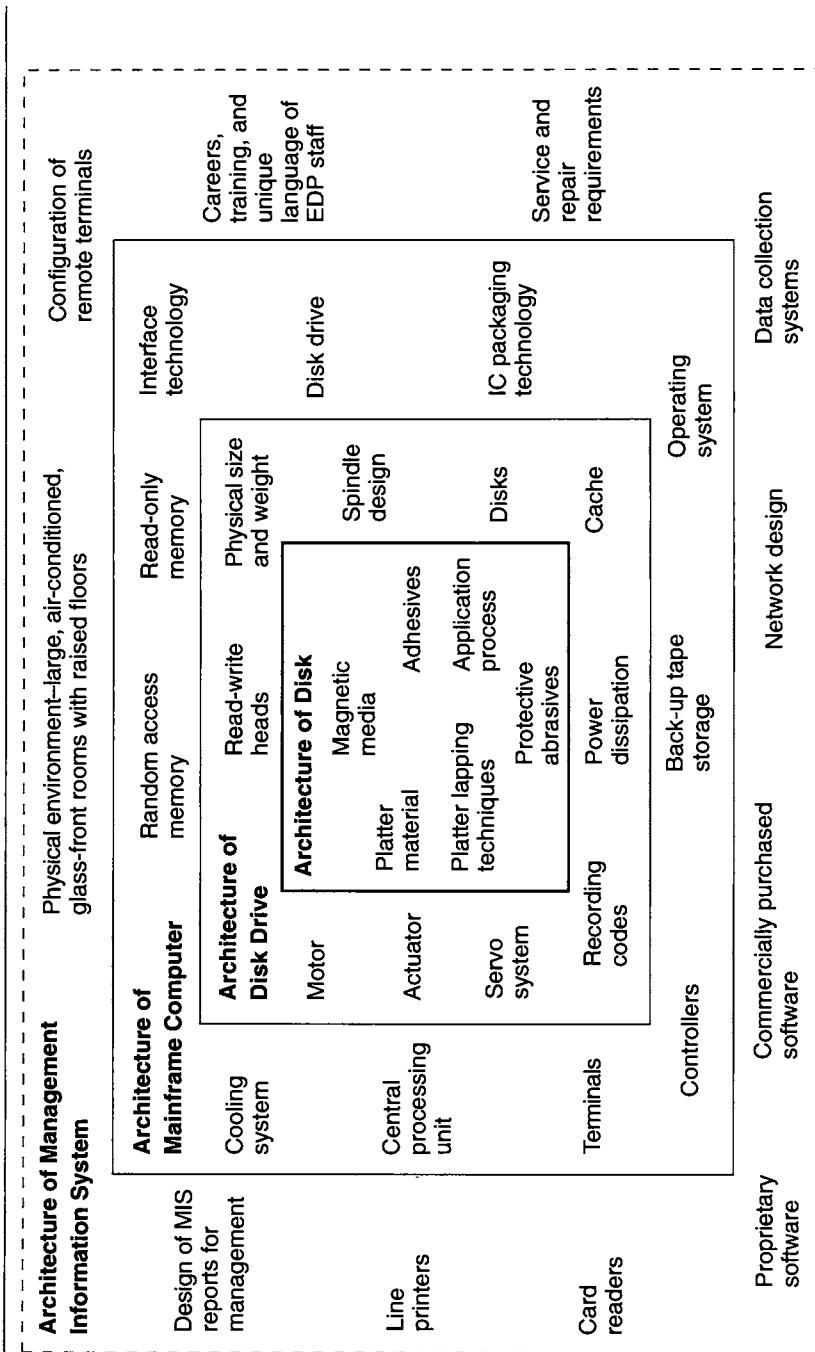 Architecture of Management
Information System
Physical environment–large, air-conditioned,
glass-front rooms with raised floors
Configuration of
remote terminals
Design of MIS
reports for
management
Line
printers
Card
readers
Proprietary
software
Commercially purchased
software
Network design
Data collection
systems
Careers,
training, and
unique
language of
EDP staff
Service and
repair
requirements
Architecture of
Mainframe Computer
Random access
memory
Read-only
memory
Interface
technology
Cooling
system
Central
processing
unit
Terminals
Controllers
Back-up tape
storage
Operating
system
Disk drive
IC packaging
technology
Architecture of
Disk Drive
Read-write
heads
Physical size
and weight
Motor
Actuator
Servo
system
Recording
codes
Power
dissipation
Cache
Spindle
design
Disks
Architecture of Disk
Magnetic
media
Platter
material
Adhesives
Platter lapping
techniques
Application
process
Protective
abrasives